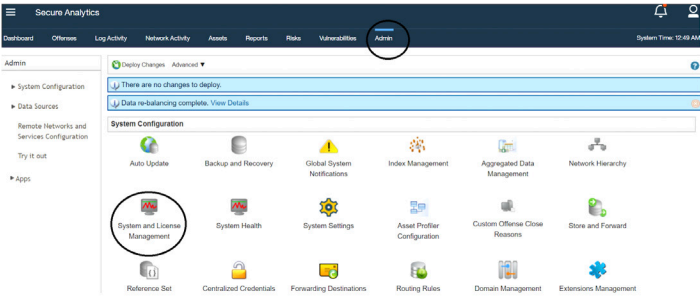 Secure Analytics
Dashboard Offenses Log Activity Network Activity Assets Reports Risks Vulnerabilities Admin System Time: 12:49 AM
Admin
Deploy Changes Advanced ▼
System Configuration
There are no changes to deploy.
Data Sources
Data re-balancing complete. View Details
Remote Networks and
Services Configuration
System Configuration
Try it out
Apps
Auto Update Backup and Recovery Global System
Notifications Index Management Aggregated Data
Management Network Hierarchy
System and License
Management System Health System Settings Asset Profiler
Configuration Custom Offense Close
Reasons Store and Forward
Reference Set Centralized Credentials Forwarding Destinations Routing Rules Domain Management Extensions Management